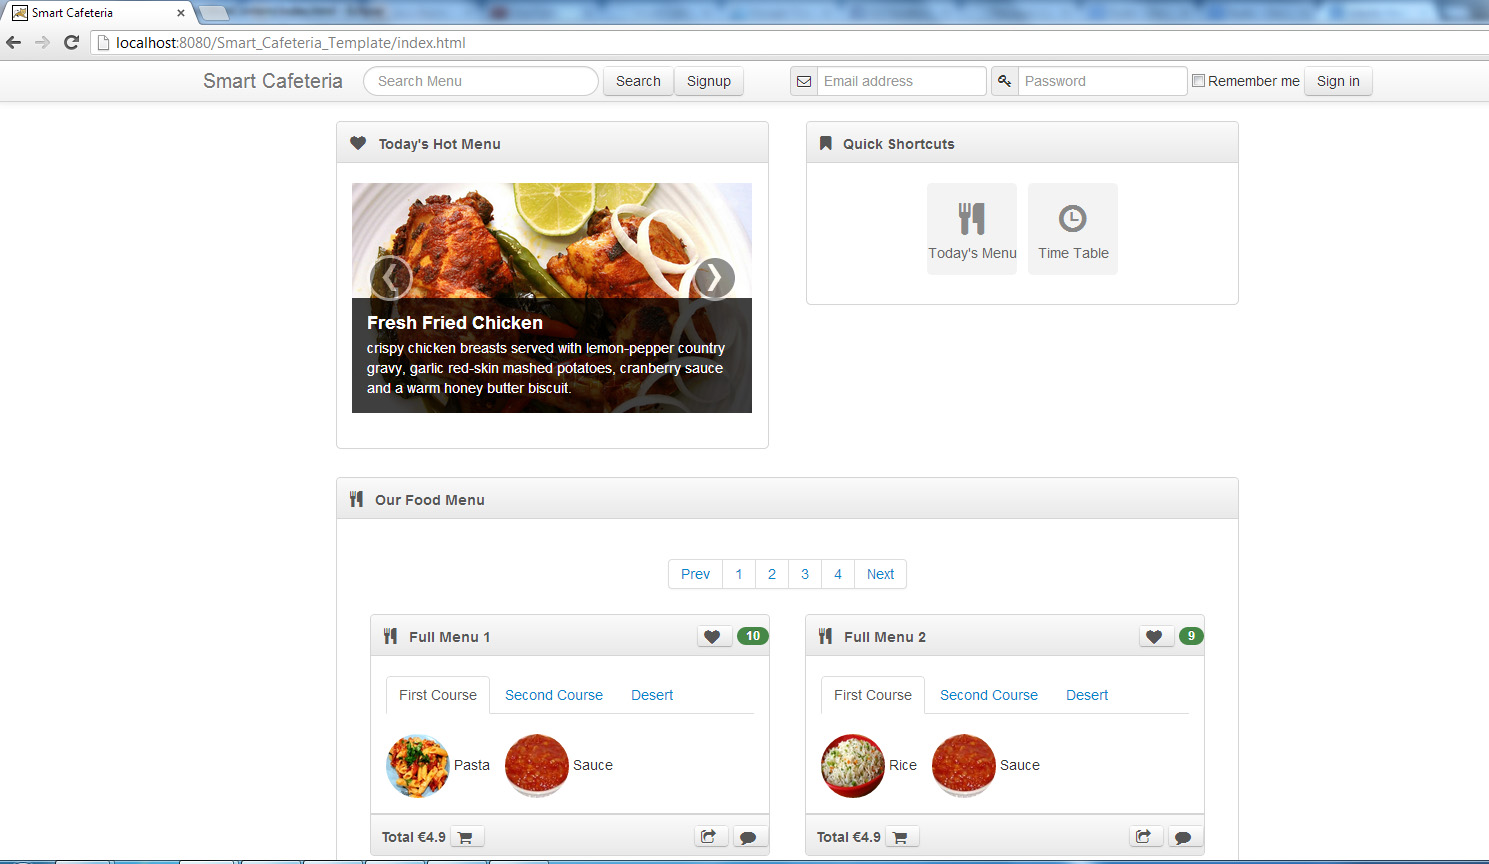 Smart Cafeteria
localhost:8080/Smart_Cafeteria_Template/index.html
Smart Cafeteria Search Menu Search Signup Email address Password Remember me Sign in
Today's Hot Menu
Fresh Fried Chicken
crispy chicken breasts served with lemon-pepper country
gravy, garlic red-skin mashed potatoes, cranberry sauce
and a warm honey butter biscuit.
Quick Shortcuts
Today's Menu Time Table
Our Food Menu
Prev 1 2 3 4 Next
Full Menu 1 10
First Course Second Course Desert
Pasta Sauce
Total €4.9
Full Menu 2 9
First Course Second Course Desert
Rice Sauce
Total €4.9